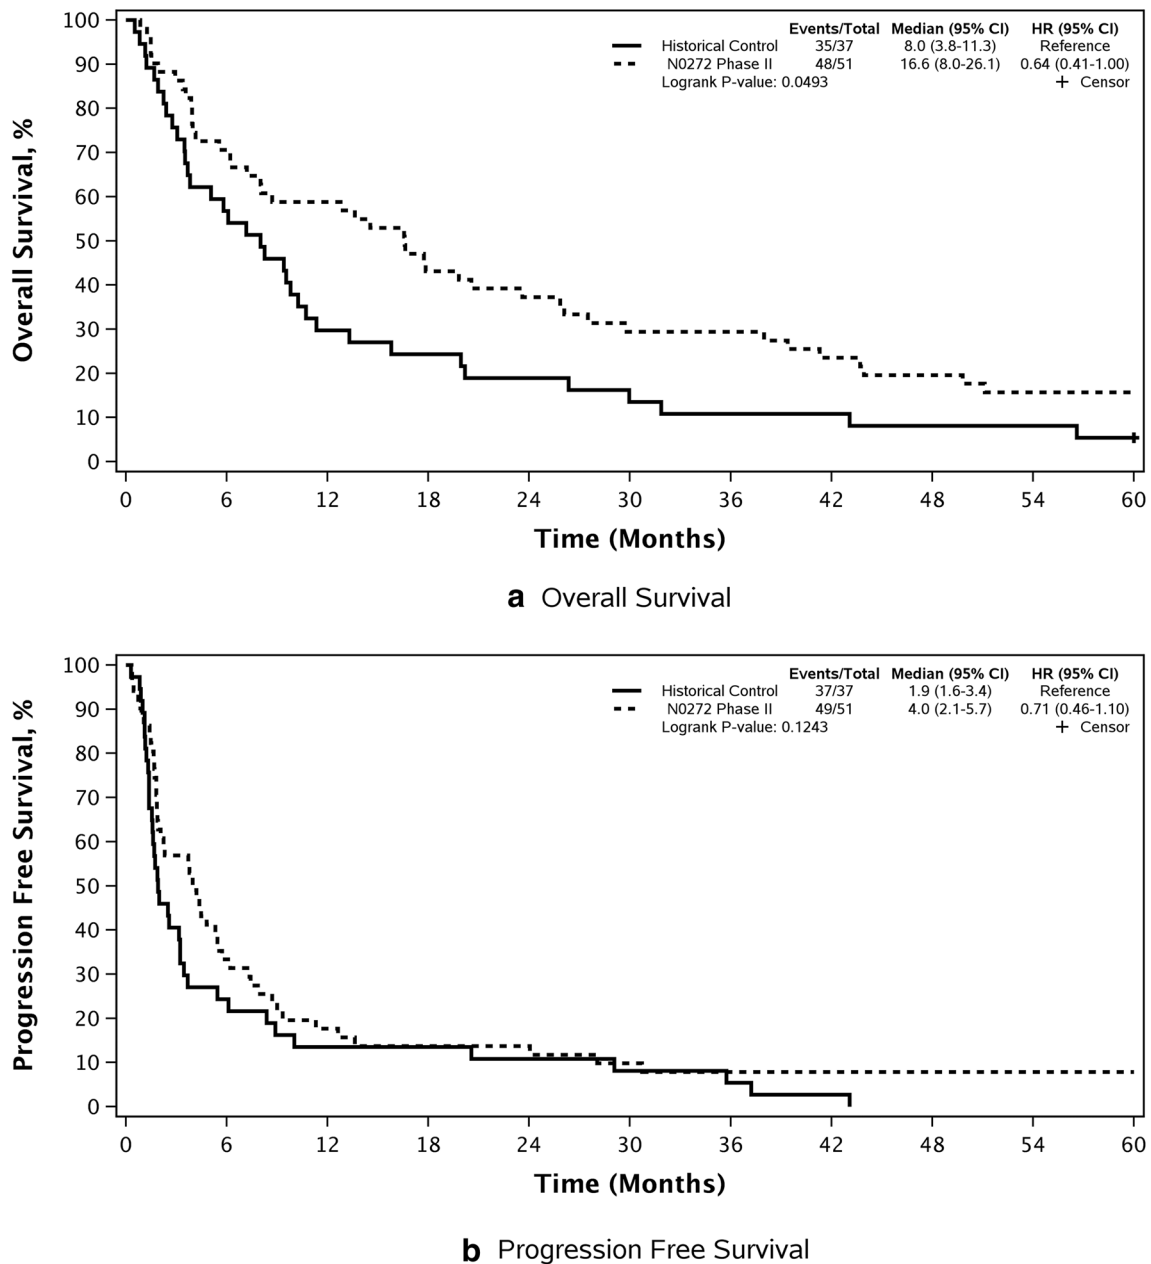 Events/Total Median (95% CI) HR (95% CI)
Historical Control 35/37 8.0 (3.8-11.3) Reference
N0272 Phase II 48/51 16.6 (8.0-26.1) 0.64 (0.41-1.00)
Logrank P-value: 0.0493 + Censor
Overall Survival, %
100
90
80
70
60
50
40
30
20
10
0
0 6 12 18 24 30 36 42 48 54 60
Time (Months)
a Overall Survival
Events/Total Median (95% CI) HR (95% CI)
Historical Control 37/37 1.9 (1.6-3.4) Reference
N0272 Phase II 49/51 4.0 (2.1-5.7) 0.71 (0.46-1.10)
Logrank P-value: 0.1243 + Censor
Progression Free Survival, %
100
90
80
70
60
50
40
30
20
10
0
0 6 12 18 24 30 36 42 48 54 60
Time (Months)
b Progression Free Survival